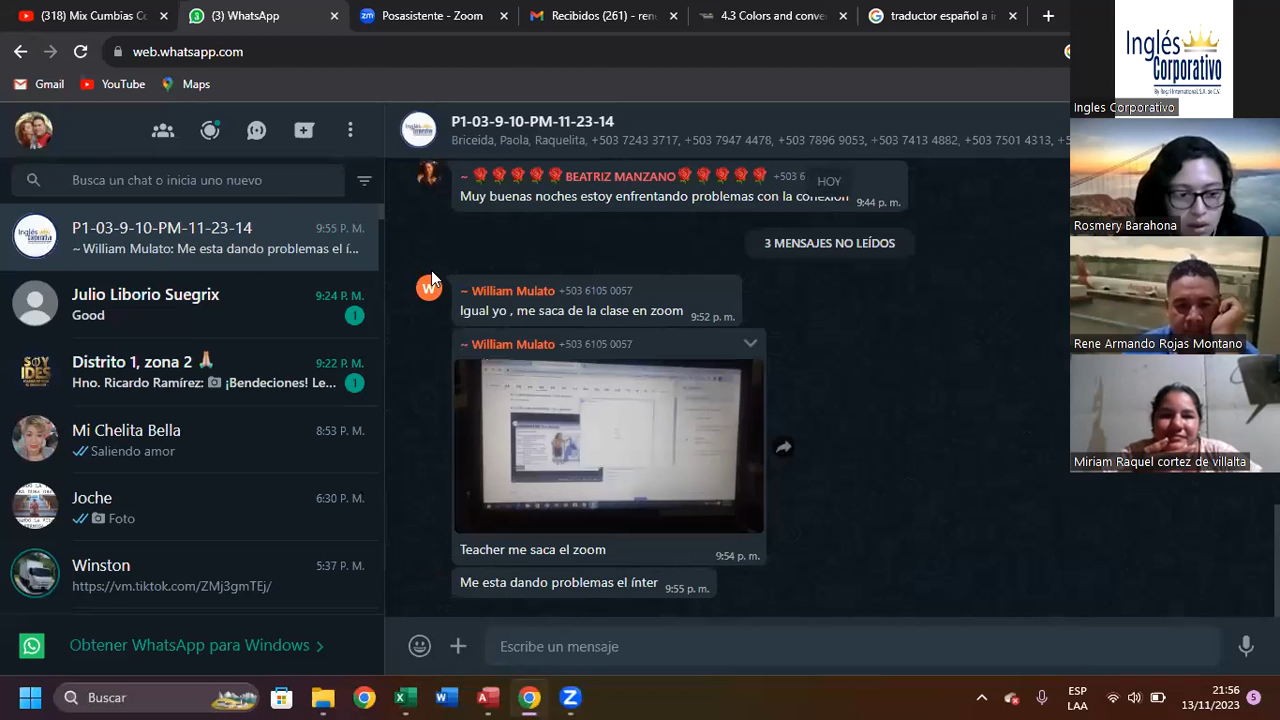 (318) Mix Cumbias C
(3) WhatsApp
Posasistencia - Zoom
Recibidos (261) - ren
4.3 Colors and conve
traductor español a i
web.whatsapp.com
Gmail
YouTube
Maps
Inglés
Corporativo
Ingles Corporativo
P1-03-9-10-PM-11-23-14
Briceida, Paola, Raquelita, +503 7243 3717, +503 7947 4478, +503 7896 9053, +503 7413 4882, +503 7501 4313, +5
Busca un chat o inicia uno nuevo
~ 🌹🌹🌹🌹🌹BEATRIZ MANZANO🌹🌹🌹🌹🌹 +503 6
HOY
Muy buenas noches estoy enfrentando problemas con la conexión
9:44 p. m.
Rosmery Barahona
P1-03-9-10-PM-11-23-14
9:55 P. M.
~ William Mulato: Me esta dando problemas el í...
3 MENSAJES NO LEÍDOS
Julio Liborio Suegrix
9:24 P. M.
Good
1
~ William Mulato +503 6105 0057
Igual yo , me saca de la clase en zoom
9:52 p. m.
Rene Armando Rojas Montano
~ William Mulato +503 6105 0057
SOY
IDES
Distrito 1, zona 2 🙏🏼
9:22 P. M.
Hno. Ricardo Ramírez: 📷 ¡Bendeciones! Le...
1
Mi Chelita Bella
8:53 P. M.
Saliendo amor
Miriam Raquel cortez de villalta
Joche
6:30 P. M.
Foto
Teacher me saca el zoom
9:54 p. m.
Winston
5:37 P. M.
https://vm.tiktok.com/ZMj3gmTEj/
Me esta dando problemas el ínter
9:55 p. m.
Obtener WhatsApp para Windows
Escribe un mensaje
Buscar
ESP
LAA
21:56
13/11/2023
5